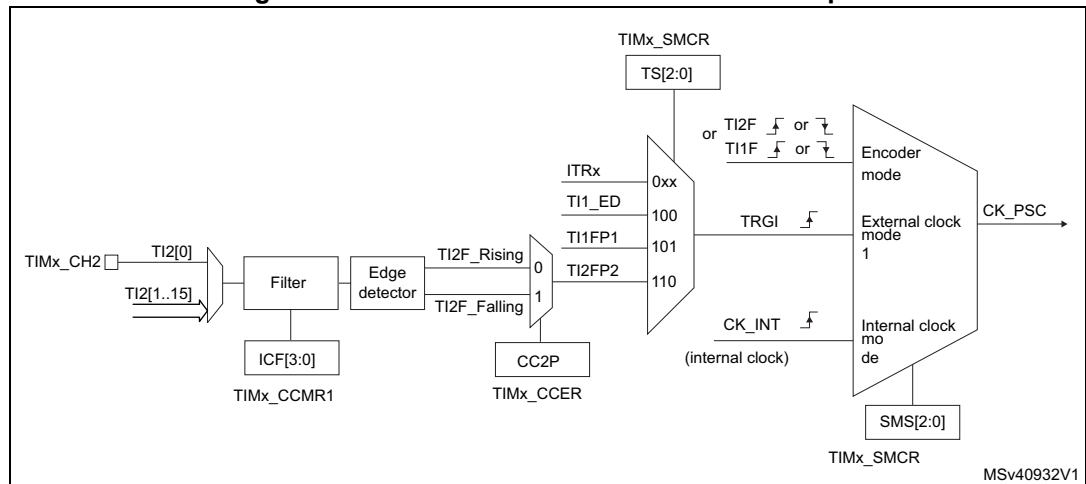 TIMx_SMCR
TS[2:0]
or TI2F or
TI1F or
Encoder
mode
ITRx
0xx
TI1_ED
100
TRGI
External clock
mode
1
CK_PSC
TI1FP1
101
TIMx_CH2
TI2[0]
TI2[1..15]
Filter
Edge
detector
TI2F_Rising
0
TI2F_Falling
1
TI2FP2
110
CK_INT
(internal clock)
Internal clock
mo
de
ICF[3:0]
TIMx_CCMR1
CC2P
TIMx_CCER
SMS[2:0]
TIMx_SMCR
MSv40932V1